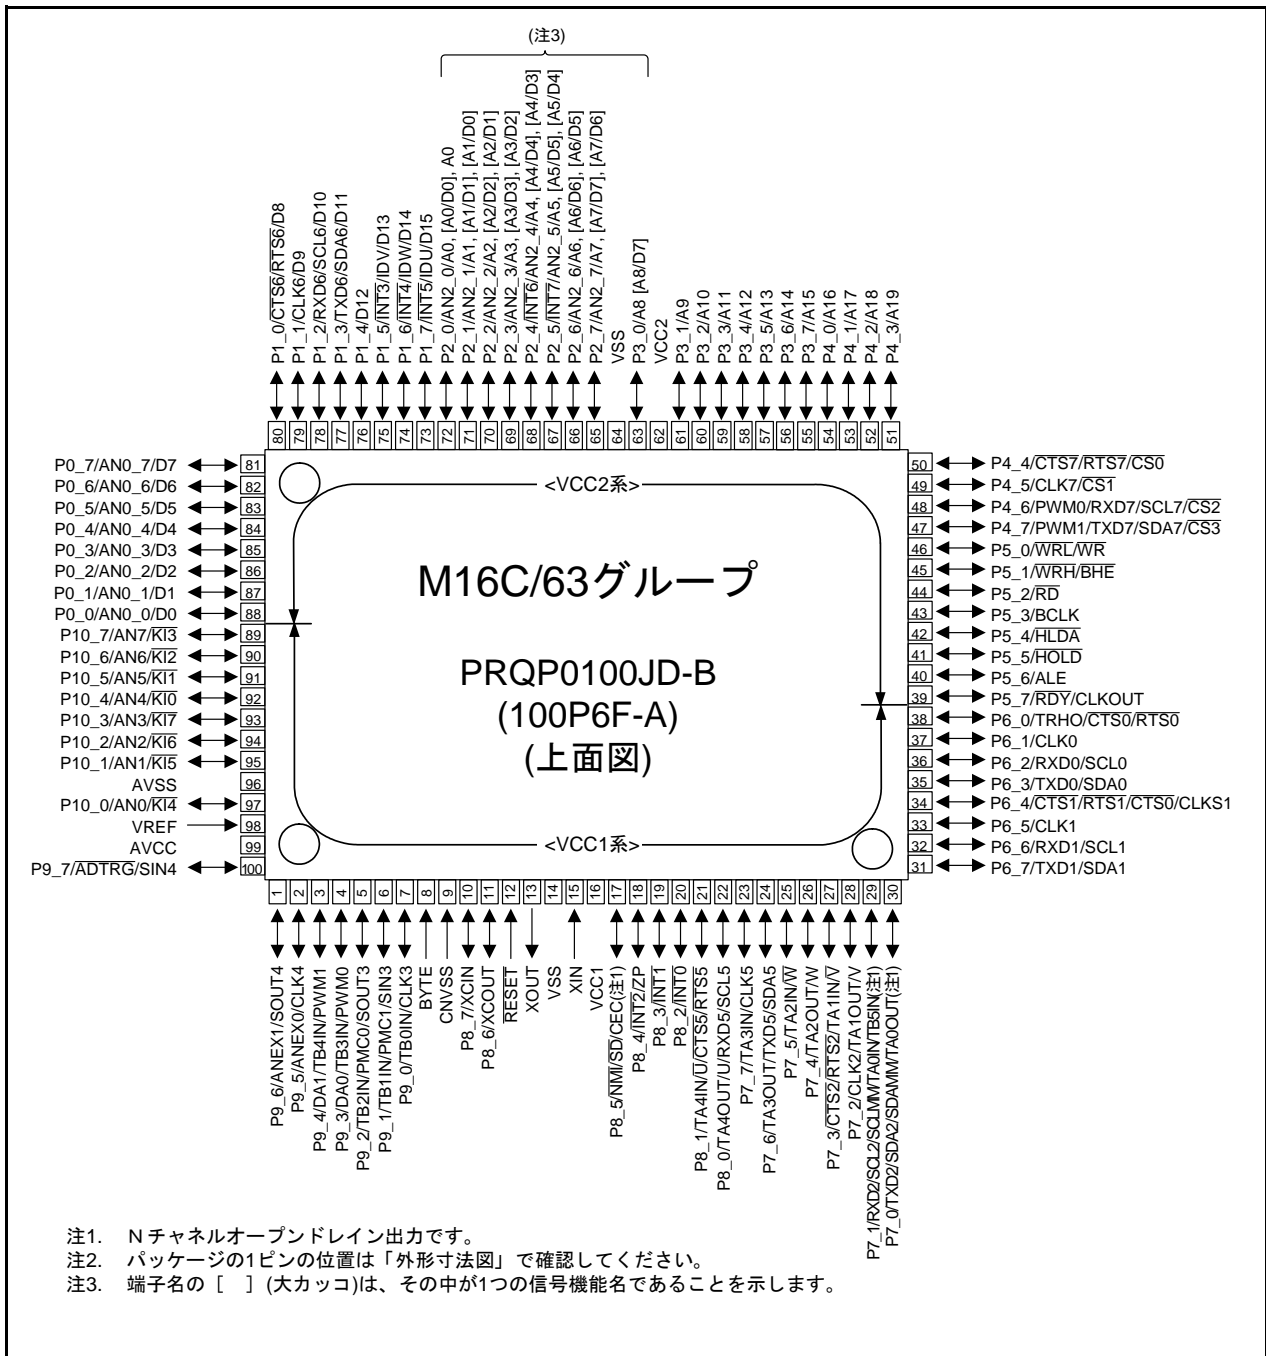 (注3)
P1_0/CTS6/RTS6/D8
P1_1/CLK6/D9
P1_2/RXD6/SCL6/D10
P1_3/TXD6/SDA6/D11
P1_4/D12
P1_5/INT3/IDV/D13
P1_6/INT4/IDW/D14
P1_7/INT5/IDU/D15
P2_0/AN2_0/A0, [A0/D0], A0
P2_1/AN2_1/A1, [A1/D1], [A1/D0]
P2_2/AN2_2/A2, [A2/D2], [A2/D1]
P2_3/AN2_3/A3, [A3/D3], [A3/D2]
P2_4/INT6/AN2_4/A4, [A4/D4], [A4/D3]
P2_5/INT7/AN2_5/A5, [A5/D5], [A5/D4]
P2_6/AN2_6/A6, [A6/D6], [A6/D5]
P2_7/AN2_7/A7, [A7/D7], [A7/D6]
VSS
P3_0/A8 [A8/D7]
VCC2
P3_1/A9
P3_2/A10
P3_3/A11
P3_4/A12
P3_5/A13
P3_6/A14
P3_7/A15
P4_0/A16
P4_1/A17
P4_2/A18
P4_3/A19
80 79 78 77 76 75 74 73 72 71 70 69 68 67 66 65 64 63 62 61 60 59 58 57 56 55 54 53 52 51
P0_7/AN0_7/D7 81
P0_6/AN0_6/D6 82
P0_5/AN0_5/D5 83
P0_4/AN0_4/D4 84
P0_3/AN0_3/D3 85
P0_2/AN0_2/D2 86
P0_1/AN0_1/D1 87
P0_0/AN0_0/D0 88
P10_7/AN7/KI3 89
P10_6/AN6/KI2 90
P10_5/AN5/KI1 91
P10_4/AN4/KI0 92
P10_3/AN3/KI7 93
P10_2/AN2/KI6 94
P10_1/AN1/KI5 95
AVSS 96
P10_0/AN0/KI4 97
VREF 98
AVCC 99
P9_7/ADTRG/SIN4 100
<VCC2系>
M16C/63グループ
PRQP0100JD-B
(100P6F-A)
(上面図)
<VCC1系>
50 P4_4/CTS7/RTS7/CS0
49 P4_5/CLK7/CS1
48 P4_6/PWM0/RXD7/SCL7/CS2
47 P4_7/PWM1/TXD7/SDA7/CS3
46 P5_0/WRL/WR
45 P5_1/WRH/BHE
44 P5_2/RD
43 P5_3/BCLK
42 P5_4/HLDA
41 P5_5/HOLD
40 P5_6/ALE
39 P5_7/RDY/CLKOUT
38 P6_0/TRHO/CTS0/RTS0
37 P6_1/CLK0
36 P6_2/RXD0/SCL0
35 P6_3/TXD0/SDA0
34 P6_4/CTS1/RTS1/CTS0/CLKS1
33 P6_5/CLK1
32 P6_6/RXD1/SCL1
31 P6_7/TXD1/SDA1
1 2 3 4 5 6 7 8 9 10 11 12 13 14 15 16 17 18 19 20 21 22 23 24 25 26 27 28 29 30
P9_6/ANEX1/SOUT4
P9_5/ANEX0/CLK4
P9_4/DA1/TB4IN/PWM1
P9_3/DA0/TB3IN/PWM0
P9_2/TB2IN/PMC0/SOUT3
P9_1/TB1IN/PMC1/SIN3
P9_0/TB0IN/CLK3
BYTE
CNVSS
P8_7/XCIN
P8_6/XCOUT
RESET
XOUT
VSS
XIN
VCC1
P8_5/NMI/SD/CEC(注1)
P8_4/INT2/ZP
P8_3/INT1
P8_2/INT0
P8_1/TA4IN/U/CTS5/RTS5
P8_0/TA4OUT/U/RXD5/SCL5
P7_7/TA3IN/CLK5
P7_6/TA3OUT/TXD5/SDA5
P7_5/TA2IN/W
P7_4/TA2OUT/W
P7_3/CTS2/RTS2/TA1IN/V
P7_2/CLK2/TA1OUT/V
P7_1/RXD2/SCL2/SCLMM/TA0IN/TB5IN(注1)
P7_0/TXD2/SDA2/SDAMM/TA0OUT(注1)
注1. Nチャネルオープンドレイン出力です。
注2. パッケージの1ピンの位置は「外形寸法図」で確認してください。
注3. 端子名の［ ］(大カッコ)は、その中が1つの信号機能名であることを示します。